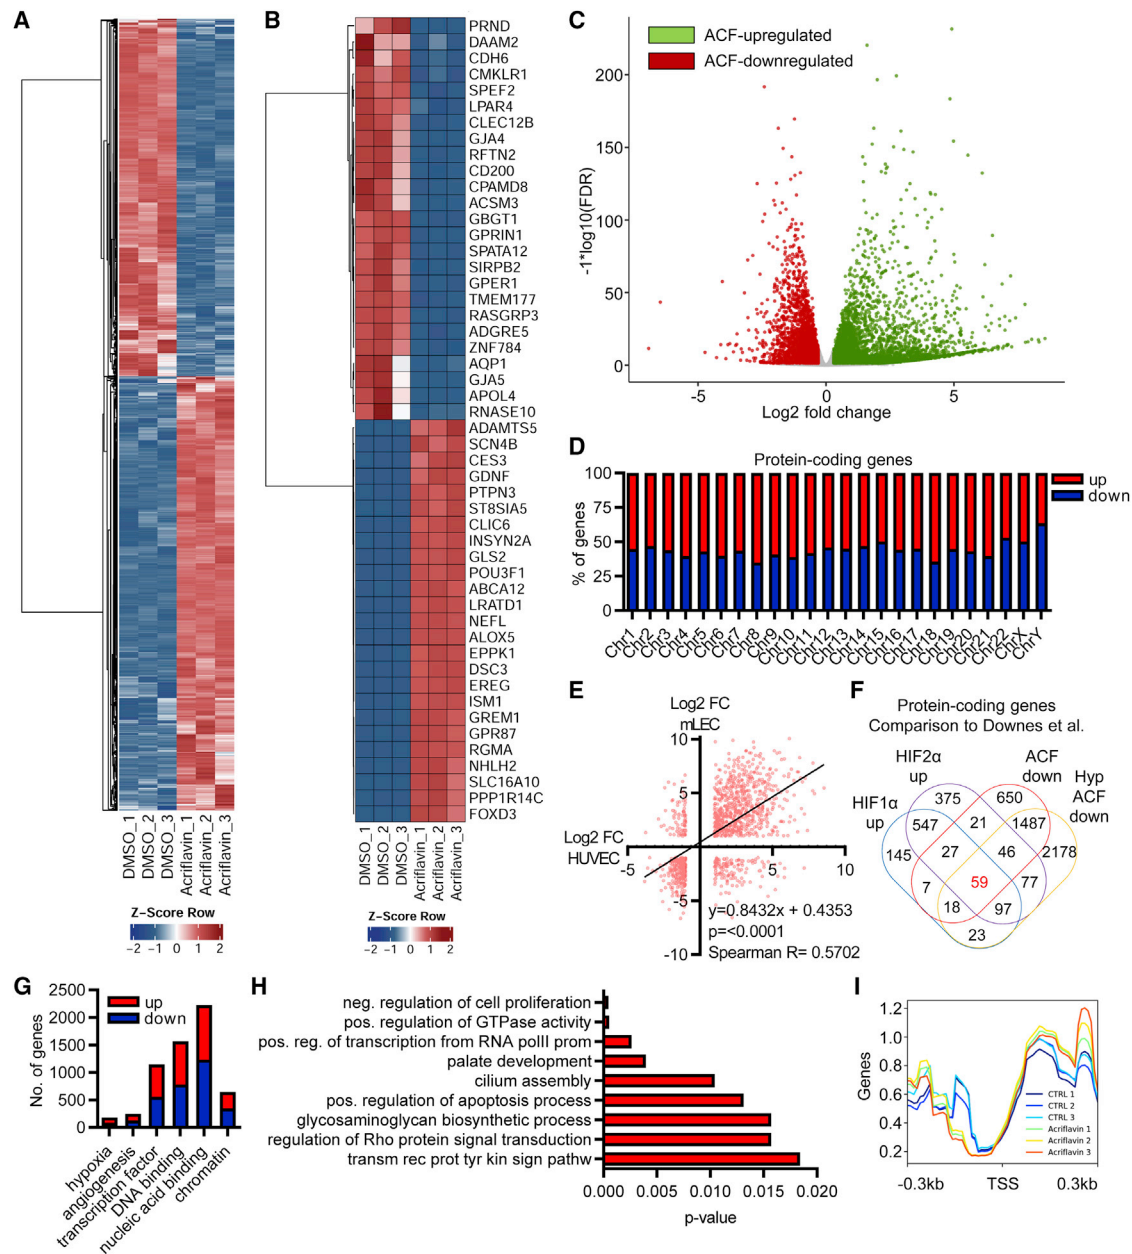 A
DMSO_1
DMSO_2
DMSO_3
Acriflavin_1
Acriflavin_2
Acriflavin_3
Z-Score Row
-2 -1 0 1 2
B
PRND
DAAM2
CDH6
CMKLR1
SPEF2
LPAR4
CLEC12B
GJA4
RFTN2
CD200
CPAMD8
ACSM3
GBGT1
GPRIN1
SPATA12
SIRPB2
GPER1
TMEM177
RASGRP3
ADGRE5
ZNF784
AQP1
GJA5
APOL4
RNASE10
ADAMTS5
SCN4B
CES3
GDNF
PTPN3
ST8SIA5
CLIC6
INSYN2A
GLS2
POU3F1
ABCA12
LRATD1
NEFL
ALOX5
EPPK1
DSC3
EREG
ISM1
GREM1
GPR87
RGMA
NHLH2
SLC16A10
PPP1R14C
FOXD3
DMSO_1
DMSO_2
DMSO_3
Acriflavin_1
Acriflavin_2
Acriflavin_3
Z-Score Row
-2 -1 0 1 2
C
ACF-upregulated
ACF-downregulated
-1*log10(FDR)
200
150
100
50
0
-5 0 5
Log2 fold change
D
Protein-coding genes
% of genes
100
75
50
25
0
up
down
Chr1
Chr2
Chr3
Chr4
Chr5
Chr6
Chr7
Chr8
Chr9
Chr10
Chr11
Chr12
Chr13
Chr14
Chr15
Chr16
Chr17
Chr18
Chr19
Chr20
Chr21
Chr22
ChrX
ChrY
E
Log2 FC
mLEC
10
5
Log2 FC
HUVEC
-5 5 10
-5
-10
y=0.8432x + 0.4353
p=<0.0001
Spearman R= 0.5702
F
Protein-coding genes
Comparison to Downes et al.
HIF2α
up
ACF
down
HIF1α
up
Hyp
ACF
down
375 650
547 21 1487
145 27 46 2178
7 59 77
18 97
23
G
No. of genes
2500
2000
1500
1000
500
0
up
down
hypoxia
angiogenesis
transcription factor
DNA binding
nucleic acid binding
chromatin
H
neg. regulation of cell proliferation
pos. regulation of GTPase activity
pos. reg. of transcription from RNA polII prom
palate development
cilium assembly
pos. regulation of apoptosis process
glycosaminoglycan biosynthetic process
regulation of Rho protein signal transduction
transm rec prot tyr kin sign pathw
0.000 0.005 0.010 0.015 0.020
p-value
I
Genes
1.2
1.0
0.8
0.6
0.4
0.2
CTRL 1
CTRL 2
CTRL 3
Acriflavin 1
Acriflavin 2
Acriflavin 3
-0.3kb TSS 0.3kb